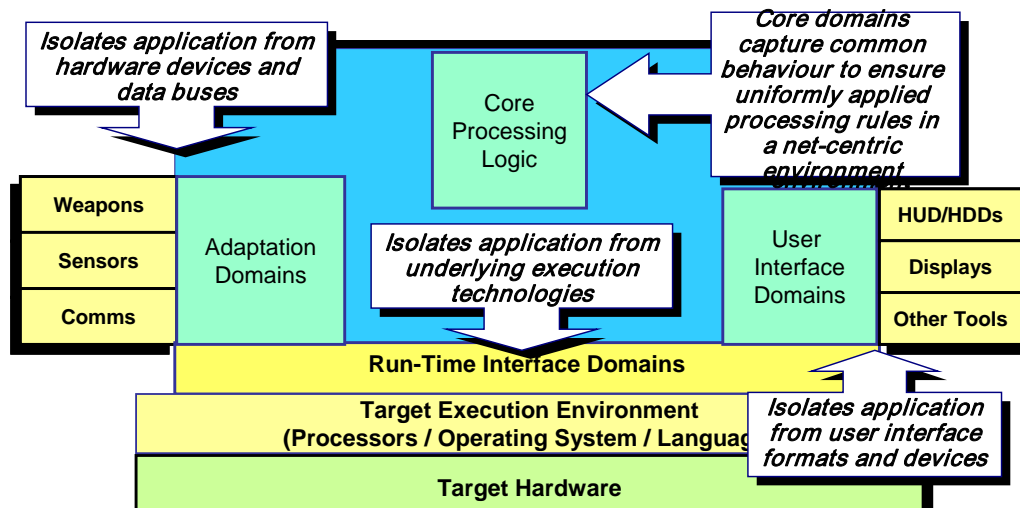 Isolates application from
hardware devices and
data buses
Core domains
capture common
behaviour to ensure
uniformly applied
processing rules in
a net-centric
environment
Core
Processing
Logic
Weapons
Sensors
Comms
Adaptation
Domains
Isolates application from
underlying execution
technologies
User
Interface
Domains
HUD/HDDs
Displays
Other Tools
Run-Time Interface Domains
Target Execution Environment
(Processors / Operating System / Languag
Isolates application
from user interface
formats and devices
Target Hardware